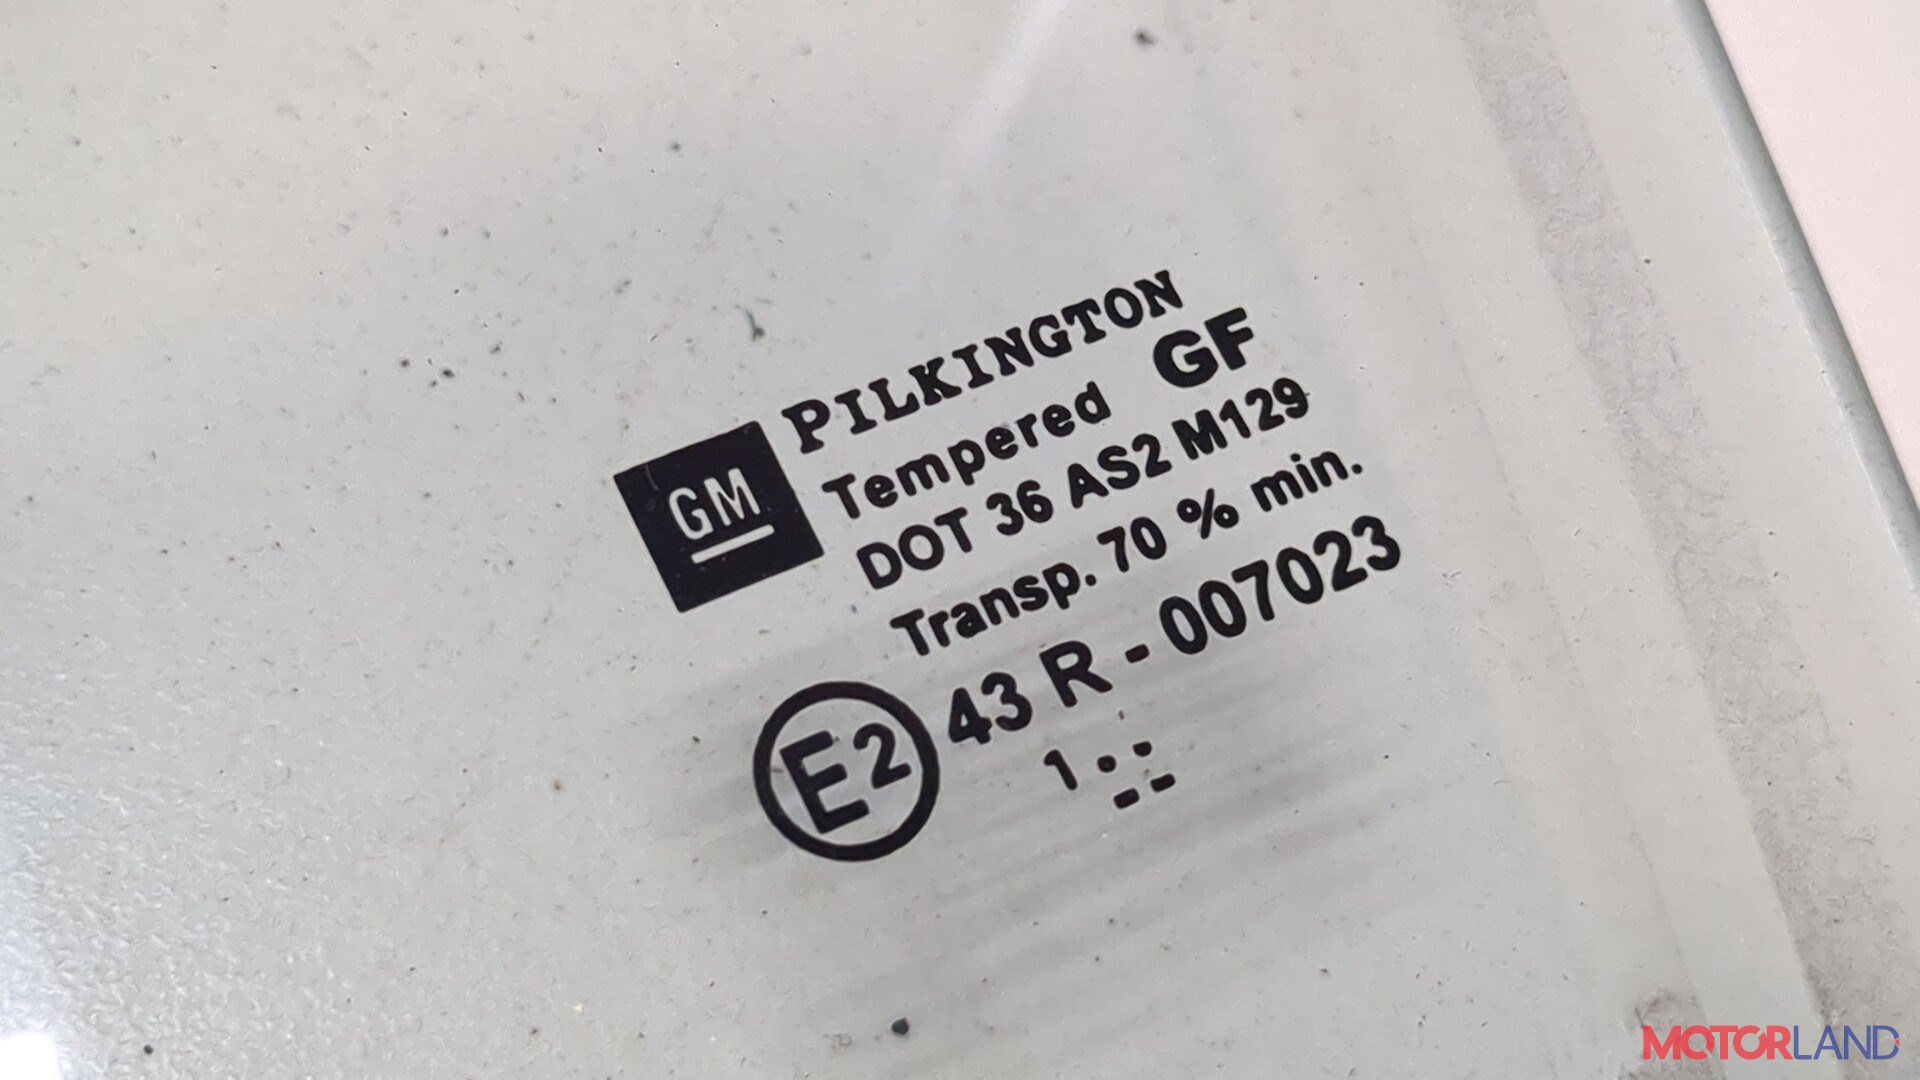 PILKINGTON
GM
Tempered GF
DOT 36 AS2 M129
Transp. 70 % min.
E2 43 R - 007023
1 . .
- -
MOTORLAND